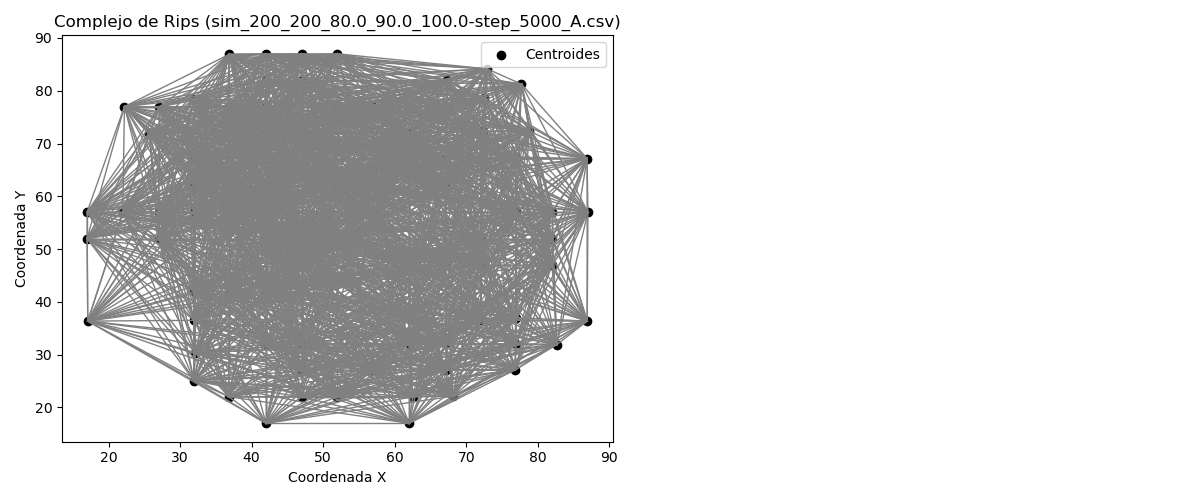 Complejo de Rips (sim_200_200_80.0_90.0_100.0-step_5000_A.csv)
Centroides
90
80
70
60
50
40
30
20
Coordenada Y
20 30 40 50 60 70 80 90
Coordenada X